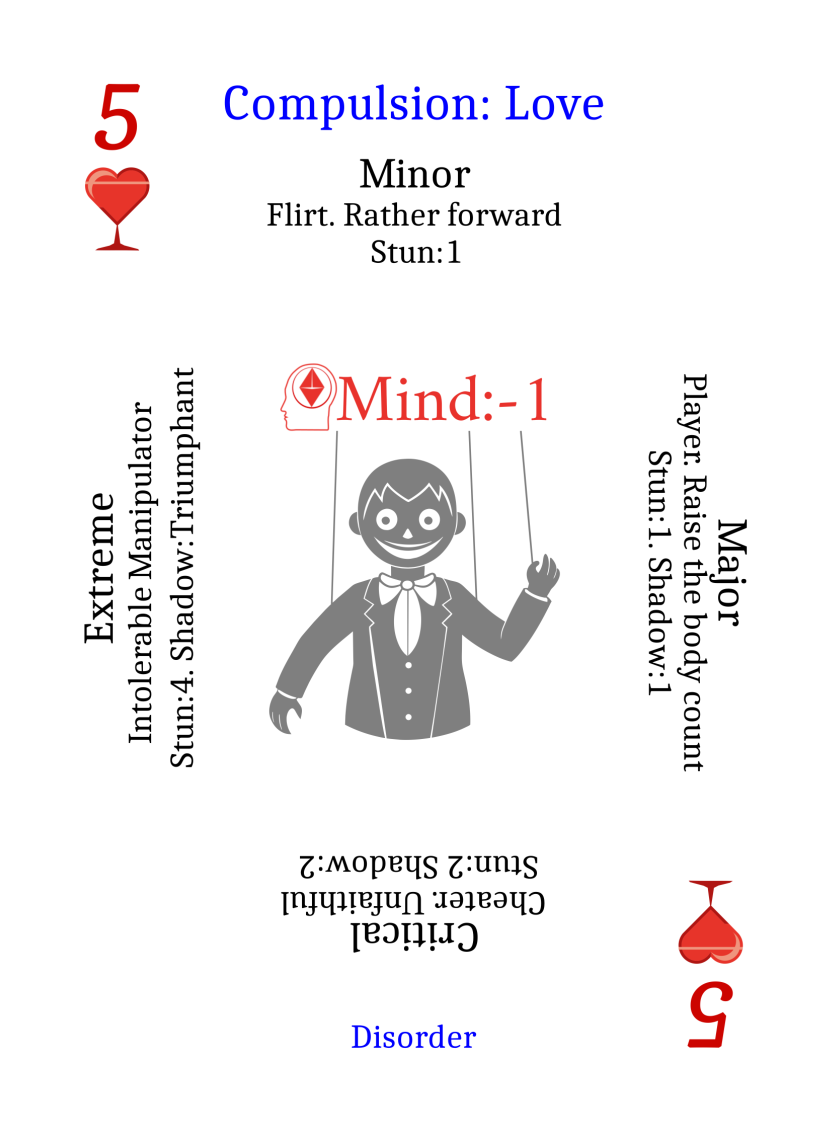 5
Compulsion: Love
Minor
Flirt. Rather forward
Stun:1
Mind:-1
Major
Player. Raise the body count
Stun:1. Shadow:1
Critical
Cheater. Unfaithful
Stun:2 Shadow:2
Extreme
Intolerable Manipulator
Stun:4. Shadow:Triumphant
5
Disorder